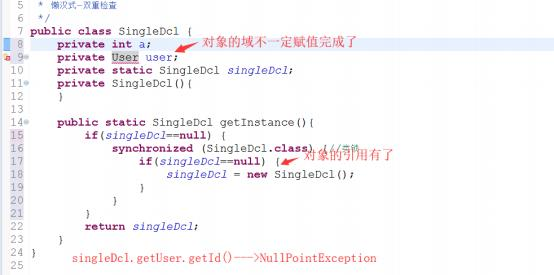 * 懒汉式-双重检查
6 */
7 public class SingleDcl {
8 private int a; 对象的域不一定赋值完成了
9 private User user;
10 private static SingleDcl singleDcl;
11 private SingleDcl(){
12 }
13
14 public static SingleDcl getInstance(){
15 if(singleDcl==null) {
16 synchronized (SingleDcl.class) {//类锁
17 if(singleDcl==null) { 对象的引用有了
18 singleDcl = new SingleDcl();
19 }
20 }
21 }
22 return singleDcl;
23 }
24 }
25 singleDcl.getUser.getId()--->NullPointException